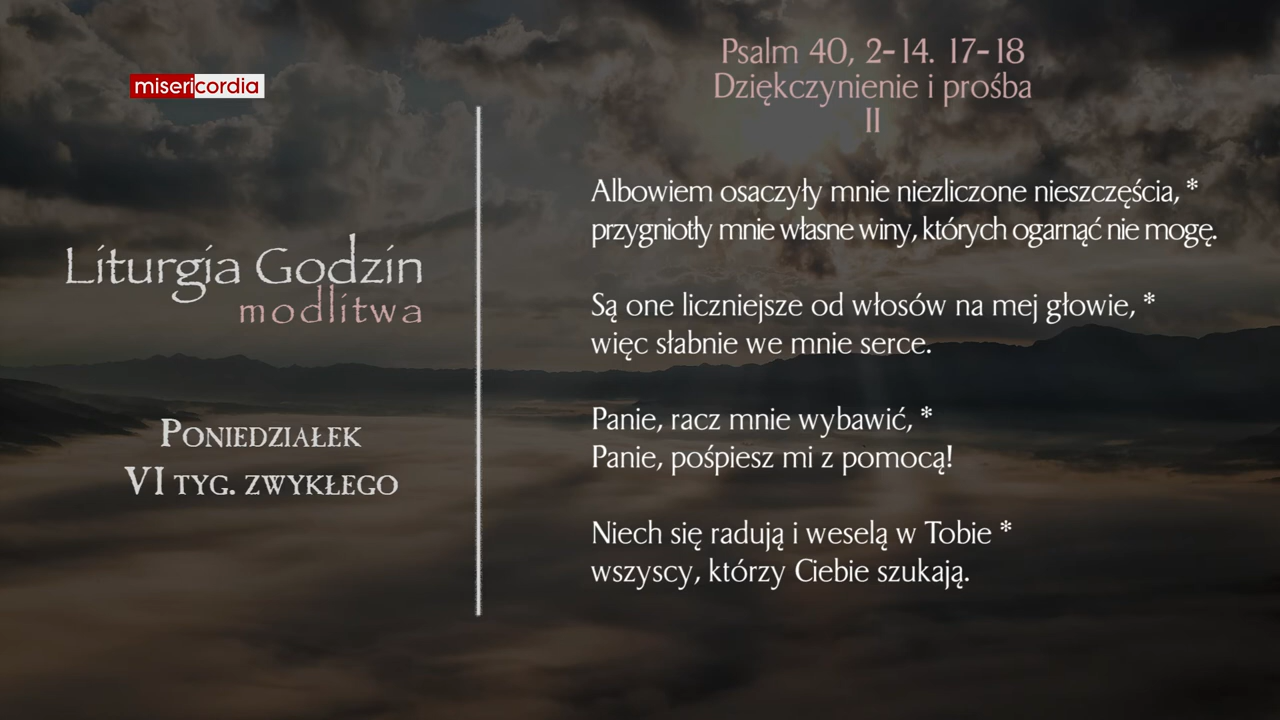 misericordia
Liturgia Godzin
modlitwa
Poniedziałek
VI tyg. zwykłego
Psalm 40, 2-14. 17-18
Dziękczynienie i prośba
II
Albowiem osaczyły mnie niezliczone nieszczęścia, *
przygniotły mnie własne winy, których ogarnąć nie mogę.
Są one liczniejsze od włosów na mej głowie, *
więc słabnie we mnie serce.
Panie, racz mnie wybawić, *
Panie, pośpiesz mi z pomocą!
Niech się radują i weselą w Tobie *
wszyscy, którzy Ciebie szukają.